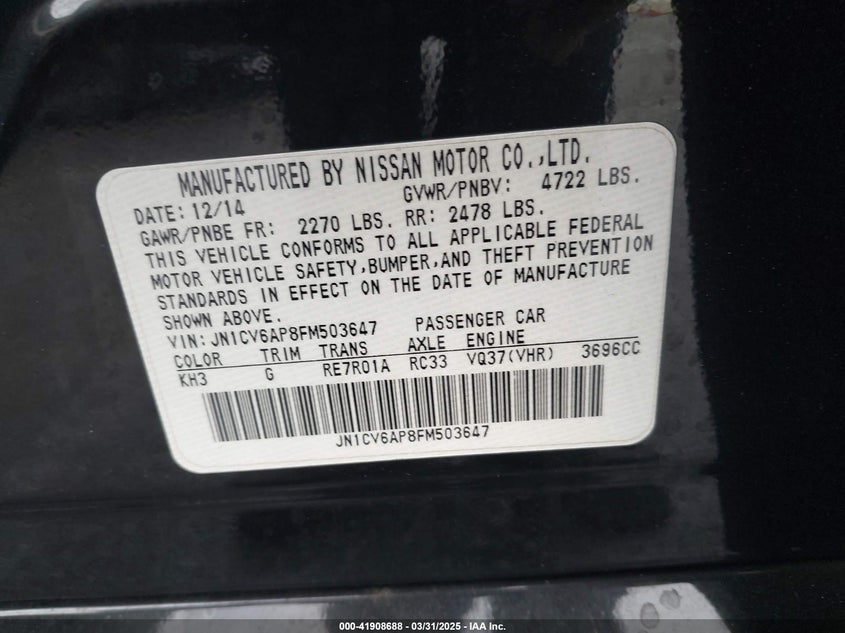 MANUFACTURED BY NISSAN MOTOR CO.,LTD.
DATE: 12/14 GVWR/PNBV: 4722 LBS.
GAWR/PNBE FR: 2270 LBS. RR: 2478 LBS.
THIS VEHICLE CONFORMS TO ALL APPLICABLE FEDERAL
MOTOR VEHICLE SAFETY,BUMPER,AND THEFT PREVENTION
STANDARDS IN EFFECT ON THE DATE OF MANUFACTURE
SHOWN ABOVE.
VIN: JN1CV6AP8FM503647 PASSENGER CAR
COLOR TRIM TRANS AXLE ENGINE
KH3 G RE7R01A RC33 VQ37(VHR) 3696CC
JN1CV6AP8FM503647
000-41908688 - 03/31/2025 - IAA Inc.